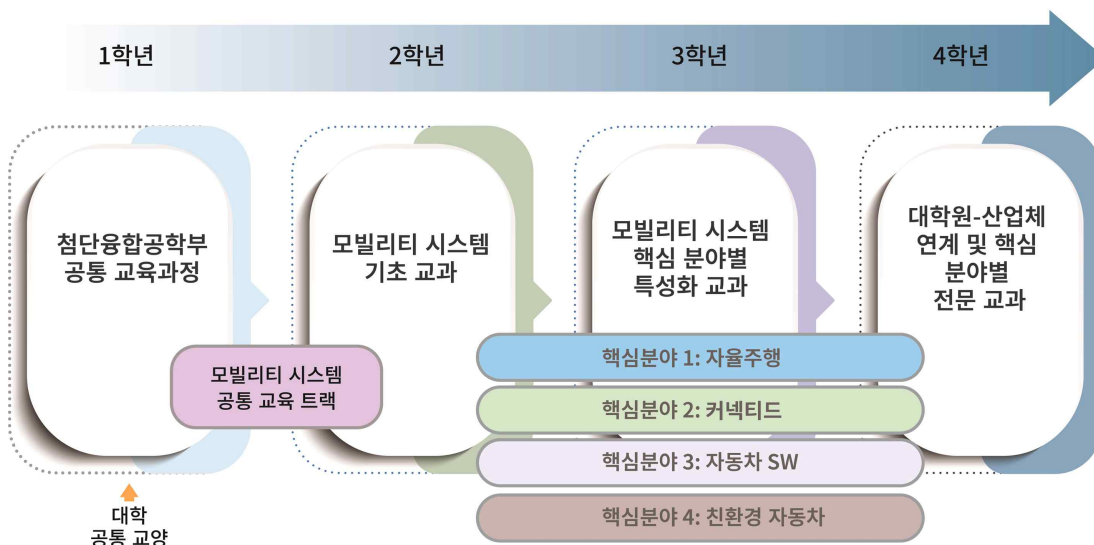 1학년
2학년
3학년
4학년
첨단융합공학부
공통 교육과정
모빌리티 시스템
기초 교과
모빌리티 시스템
핵심 분야별
특성화 교과
대학원-산업체
연계 및 핵심
분야별
전문 교과
모빌리티 시스템
공통 교육 트랙
핵심분야 1: 자율주행
핵심분야 2: 커넥티드
핵심분야 3: 자동차 SW
핵심분야 4: 친환경 자동차
대학
공통 교양